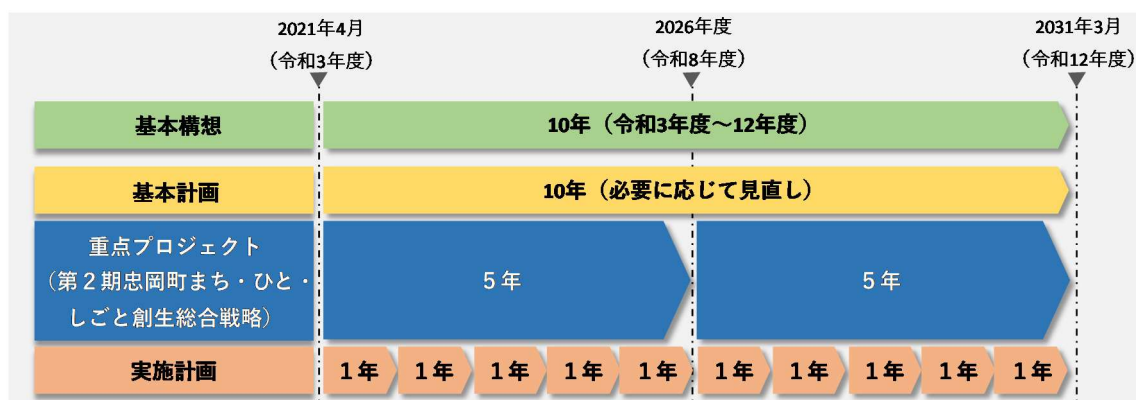 2021年4月
（令和3年度）
2026年度
（令和8年度）
2031年3月
（令和12年度）
基本構想
10年（令和3年度～12年度）
基本計画
10年（必要に応じて見直し）
重点プロジェクト
（第２期忠岡町まち・ひと・
しごと創生総合戦略）
５年
５年
実施計画
１年
１年
１年
１年
１年
１年
１年
１年
１年
１年